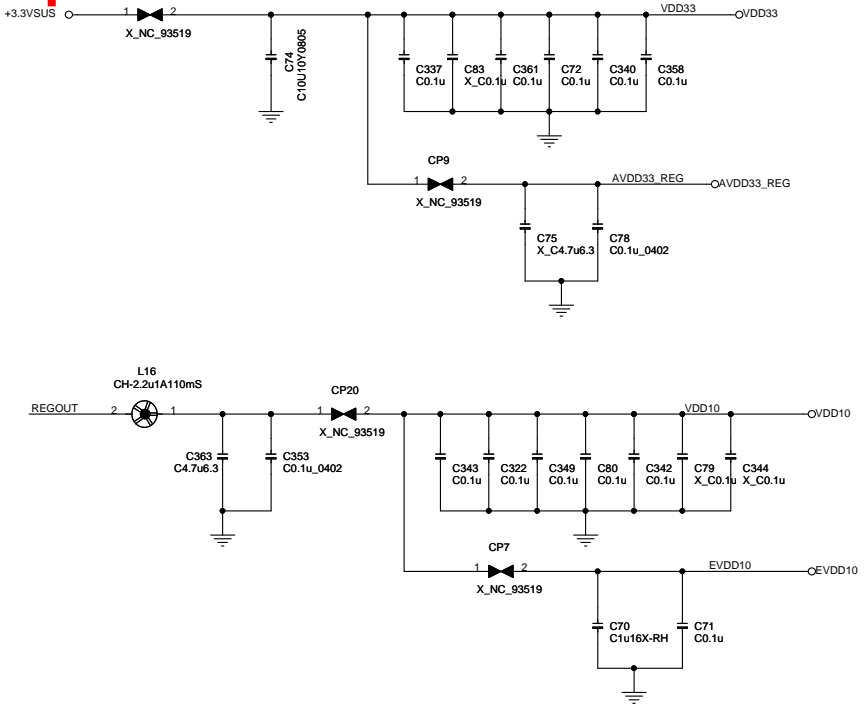 +3.3VSUS
1
2
X_NC_93519
C74
C10U10Y0805
VDD33
VDD33
C337
C0.1u
C83
X_C0.1u
C361
C0.1u
C72
C0.1u
C340
C0.1u
C358
C0.1u
CP9
1
2
X_NC_93519
AVDD33_REG
AVDD33_REG
C75
X_C4.7u6.3
C78
C0.1u_0402
L16
CH-2.2u1A110mS
REGOUT
2
1
C363
C4.7u6.3
C353
C0.1u_0402
CP20
1
2
X_NC_93519
VDD10
VDD10
C343
C0.1u
C322
C0.1u
C349
C0.1u
C80
C0.1u
C342
C0.1u
C79
X_C0.1u
C344
X_C0.1u
CP7
1
2
X_NC_93519
EVDD10
EVDD10
C70
C1u16X-RH
C71
C0.1u